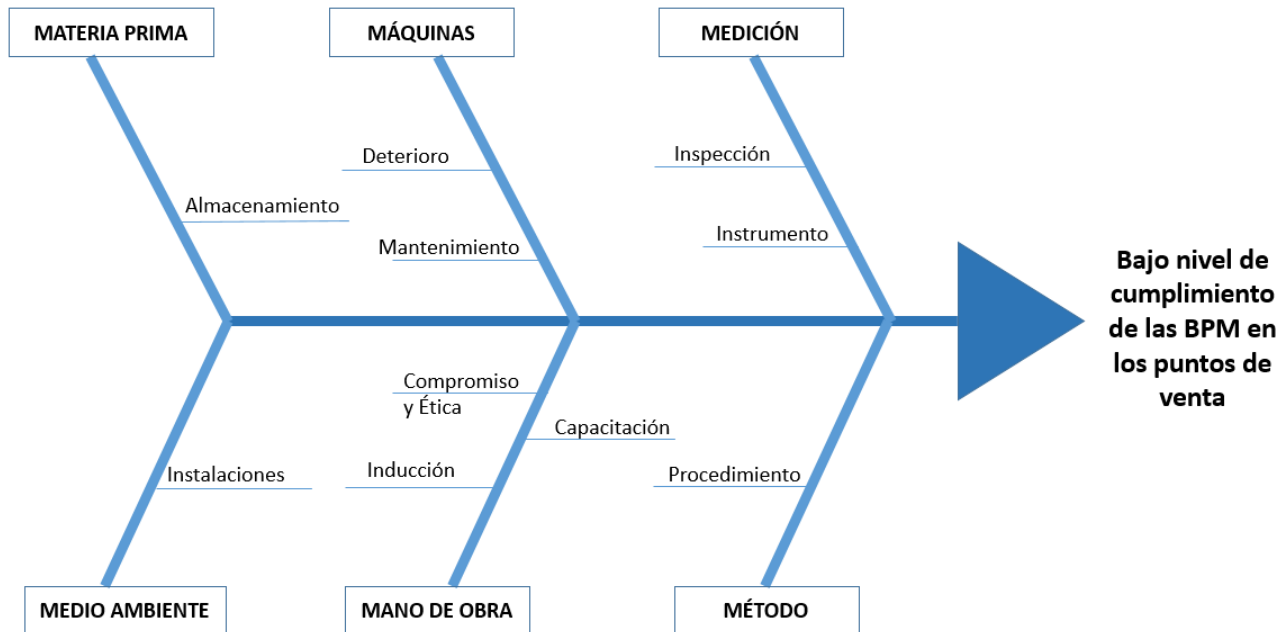 MATERIA PRIMA
MÁQUINAS
MEDICIÓN
Deterioro
Inspección
Almacenamiento
Mantenimiento
Instrumento
Bajo nivel de
cumplimiento
de las BPM en
los puntos de
venta
Compromiso
y Ética
Capacitación
Instalaciones
Inducción
Procedimiento
MEDIO AMBIENTE
MANO DE OBRA
MÉTODO